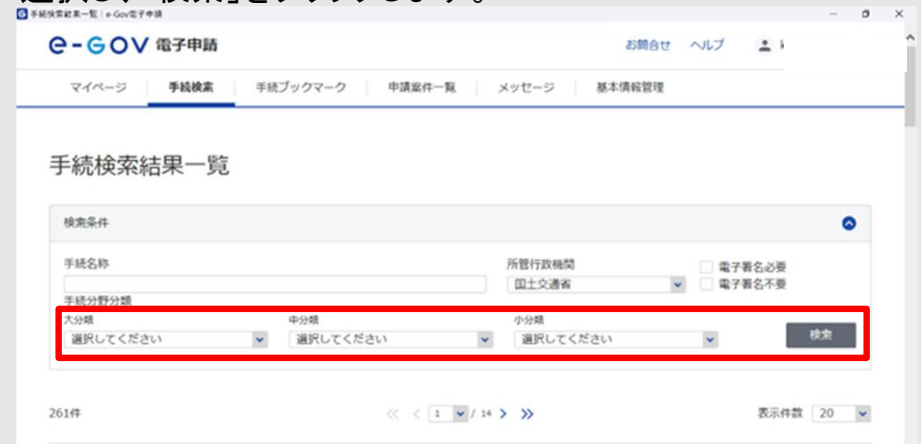 選択し、「検索」をクリックします。
手続検索結果一覧 | e-Gov電子申請
e-GOV 電子申請
お問合せ ヘルプ
マイページ 手続検索 手続ブックマーク 申請案件一覧 メッセージ 基本情報管理
手続検索結果一覧
検索条件
手続名称 所管行政機関 電子署名必要
国土交通省 電子署名不要
手続分野分類
大分類 中分類 小分類
選択してください 選択してください 選択してください 検索
261件 1 / 14 表示件数 20